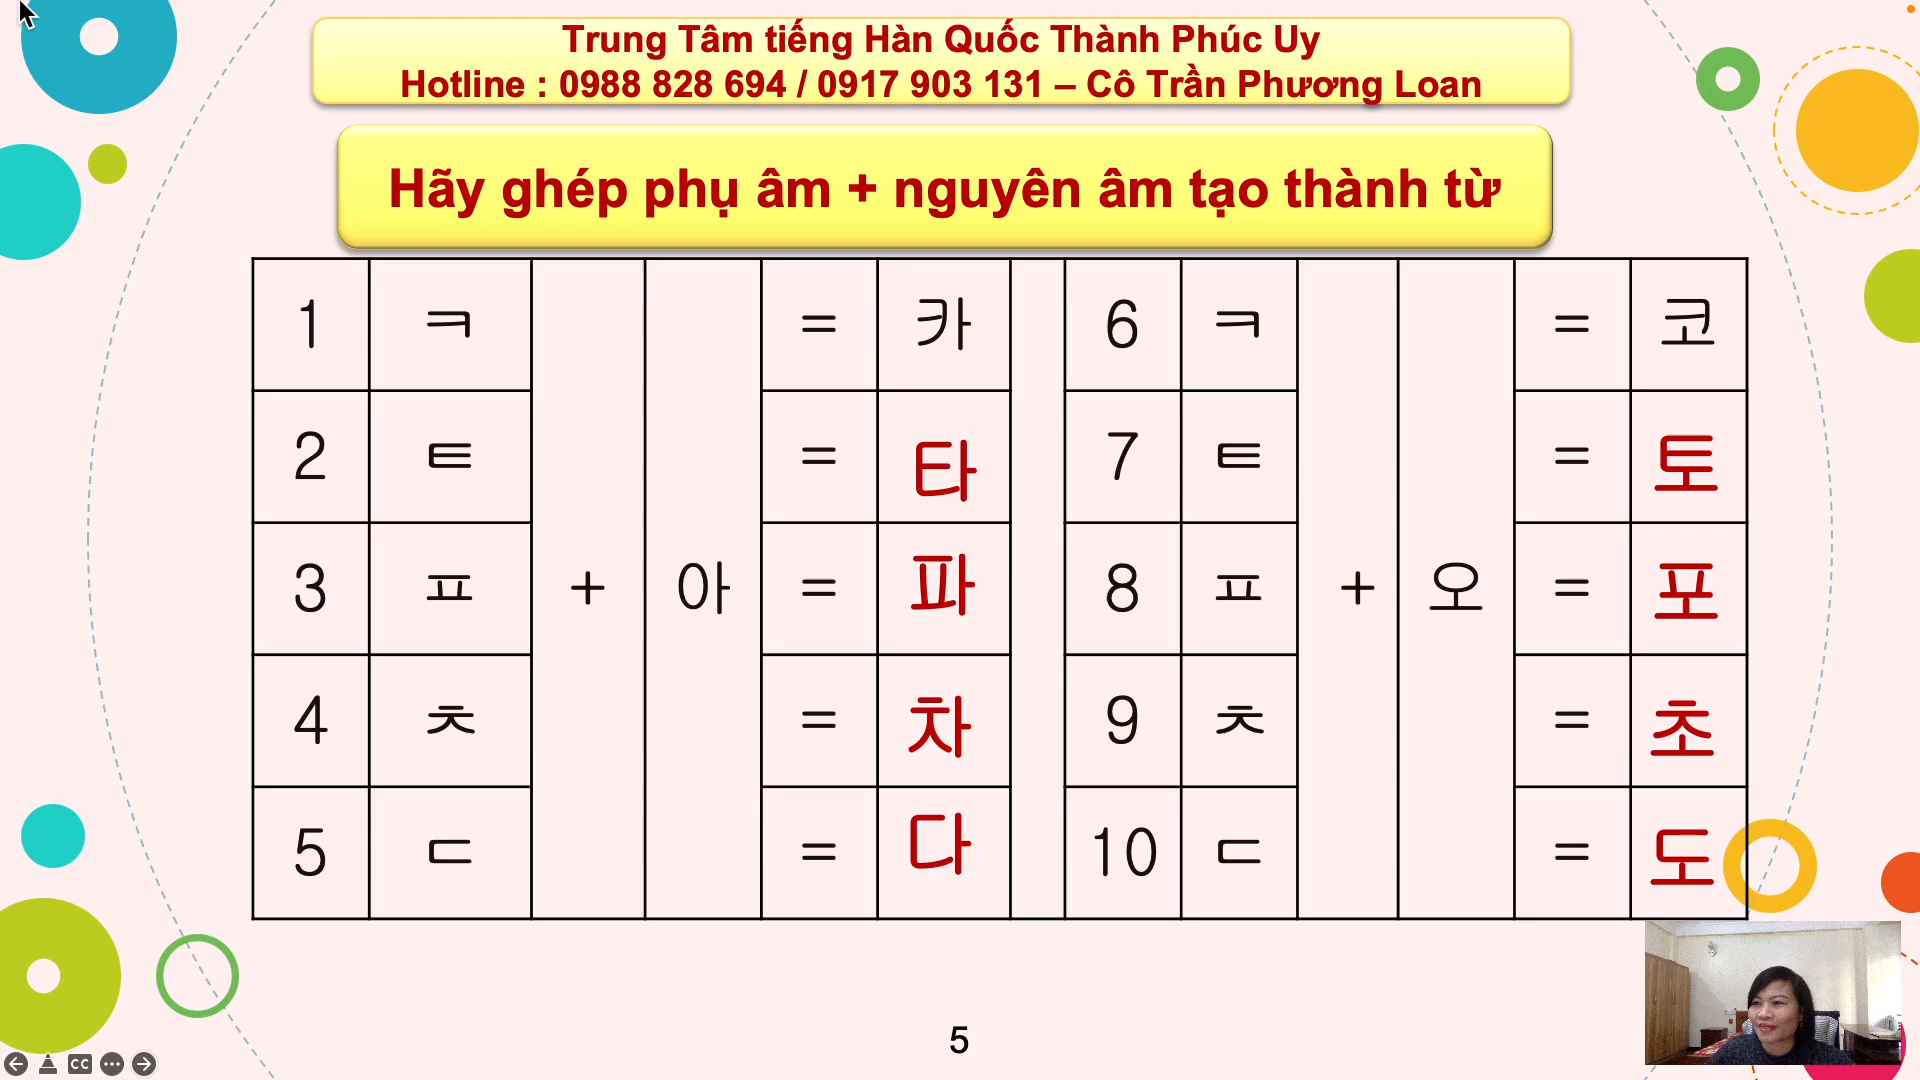 Trung Tâm tiếng Hàn Quốc Thành Phúc Uy
Hotline : 0988 828 694 / 0917 903 131 – Cô Trần Phương Loan
Hãy ghép phụ âm + nguyên âm tạo thành từ
1 ㅋ = 카 6 ㅋ = 코
2 ㅌ = 타 7 ㅌ = 토
3 ㅍ + 아 = 파 8 ㅍ + 오 = 포
4 ㅊ = 차 9 ㅊ = 초
5 ㄷ = 다 10 ㄷ = 도
5
CC